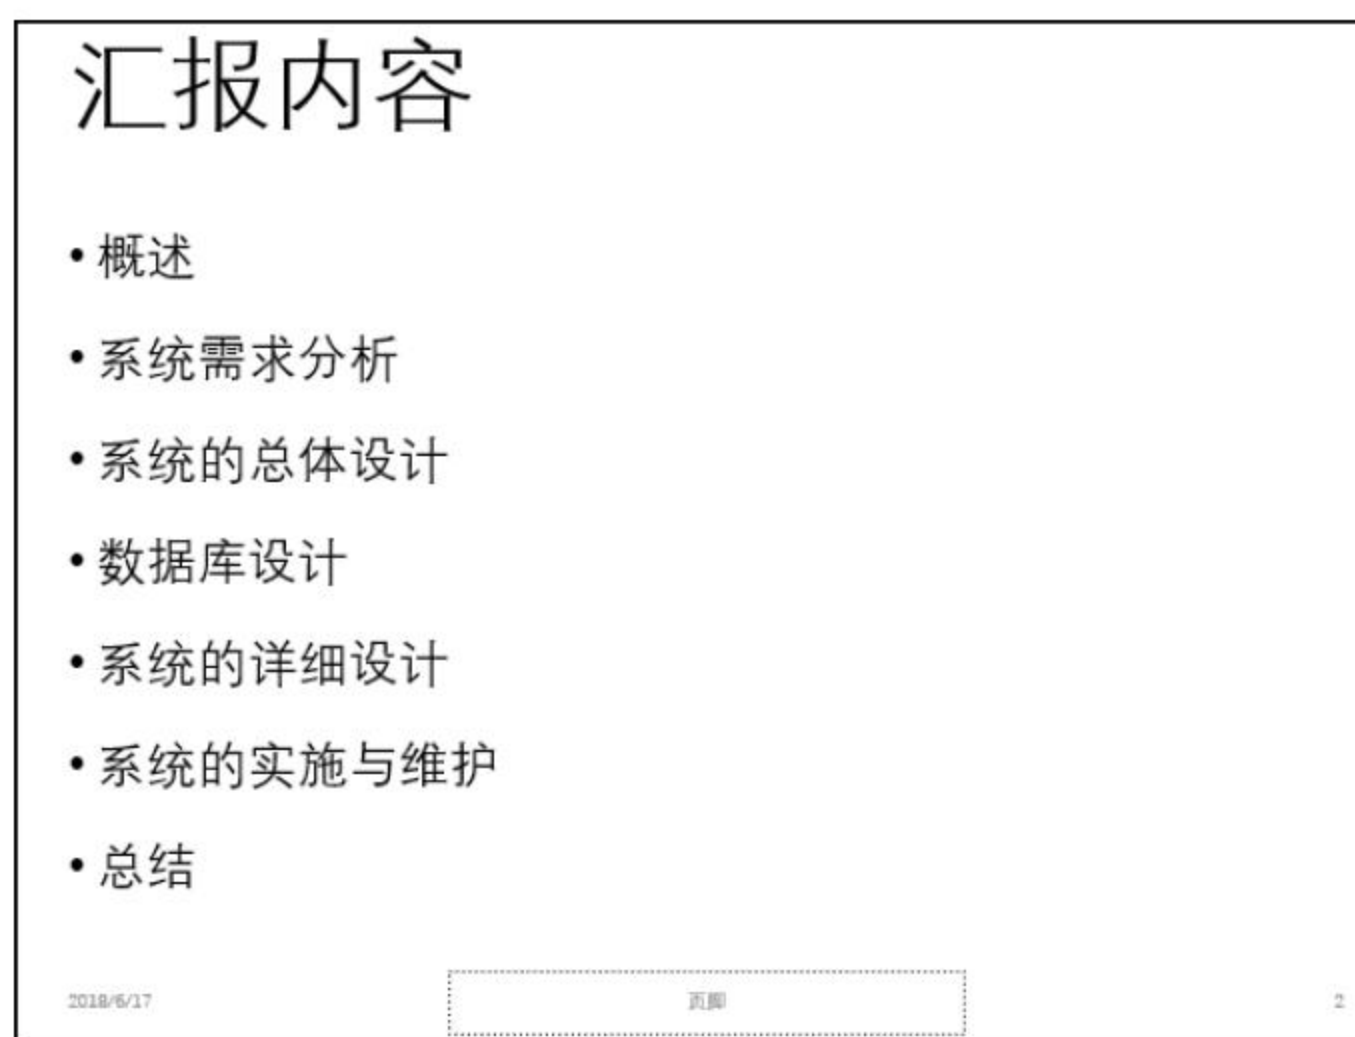 汇报内容
• 概述
• 系统需求分析
• 系统的总体设计
• 数据库设计
• 系统的详细设计
• 系统的实施与维护
• 总结
2018/6/17 页脚 2